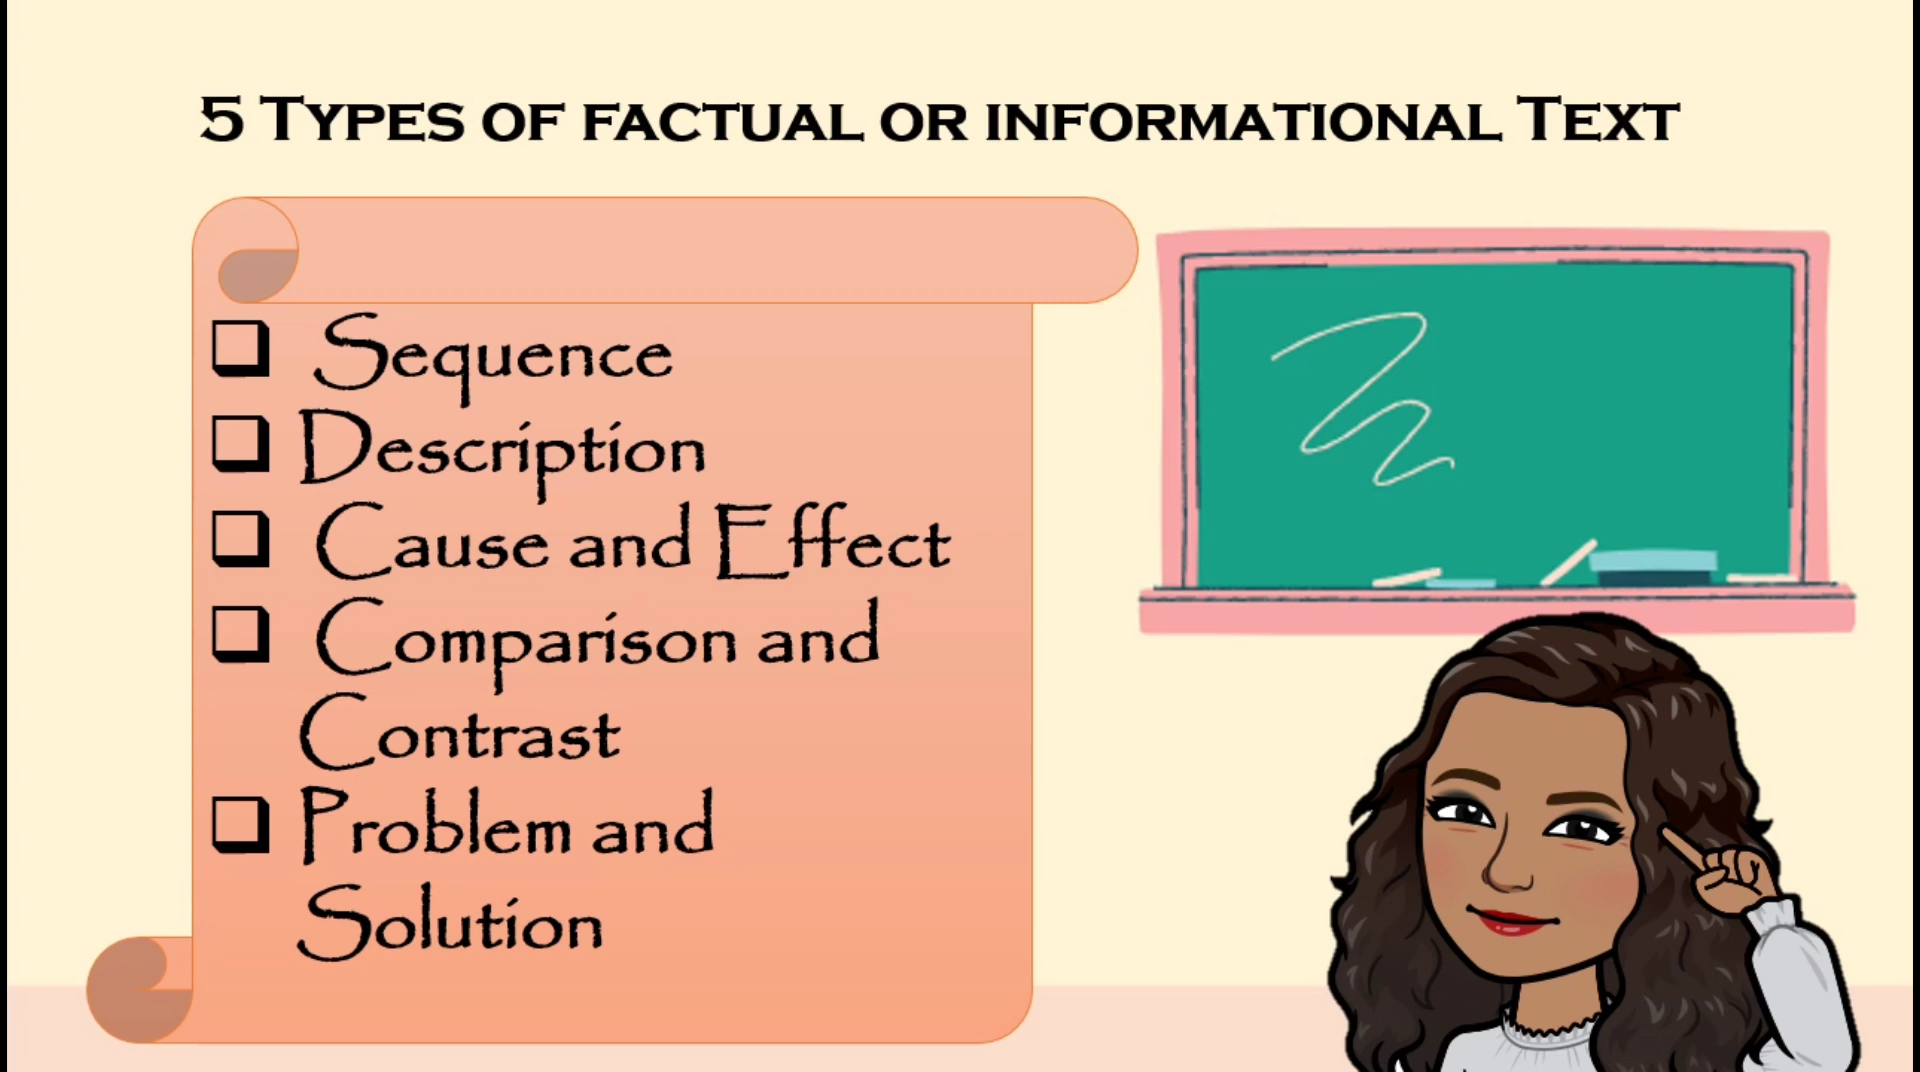 5 Types of factual or informational Text
Sequence
Description
Cause and Effect
Comparison and
Contrast
Problem and
Solution